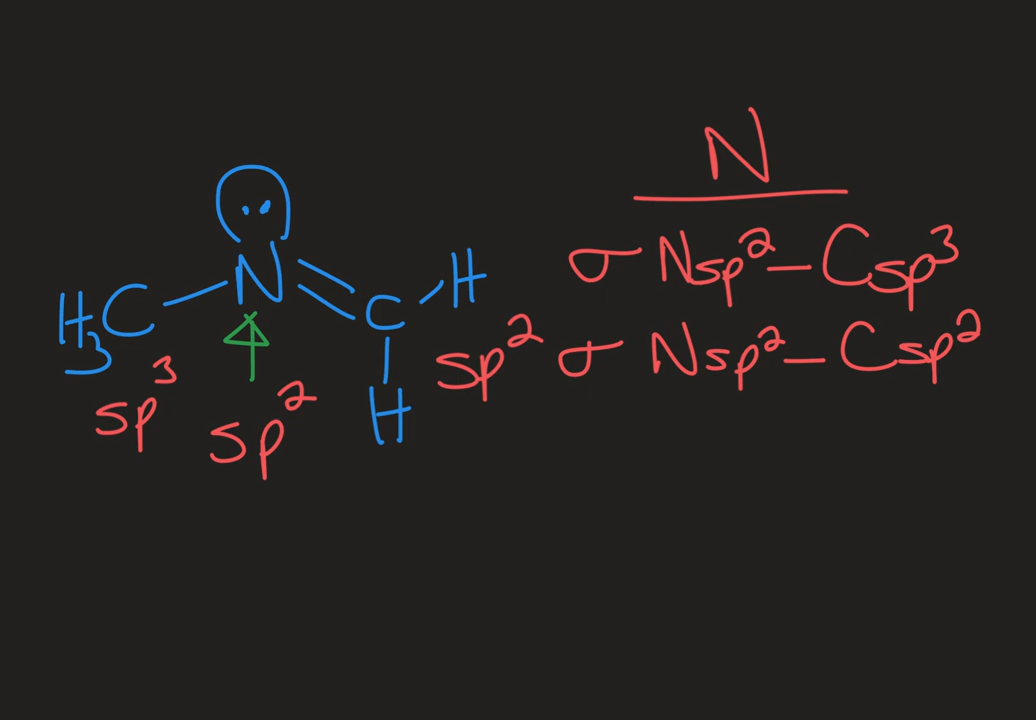 N
σ Nsp²–Csp³
H₃C N C H
sp² σ Nsp²–Csp²
H
sp³
sp²